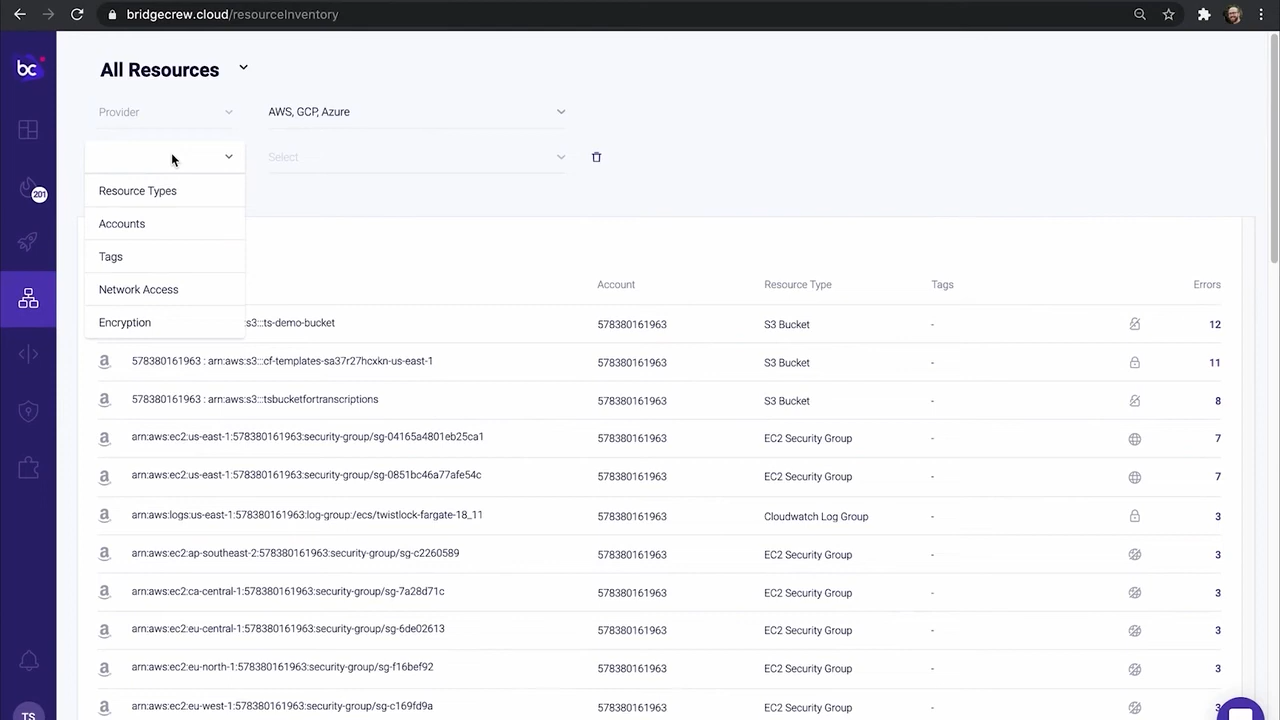 bridgecrew.cloud/resourceInventory
bc
All Resources
Provider
AWS, GCP, Azure
Select
Resource Types
Accounts
Tags
Network Access
Encryption
201
Account Resource Type Tags Errors
:s3:::ts-demo-bucket 578380161963 S3 Bucket - 12
578380161963 : arn:aws:s3:::cf-templates-sa37r27hcxkn-us-east-1 578380161963 S3 Bucket - 11
578380161963 : arn:aws:s3:::tsbucketfortranscriptions 578380161963 S3 Bucket - 8
arn:aws:ec2:us-east-1:578380161963:security-group/sg-04165a4801eb25ca1 578380161963 EC2 Security Group - 7
arn:aws:ec2:us-east-1:578380161963:security-group/sg-0851bc46a77afe54c 578380161963 EC2 Security Group - 7
arn:aws:logs:us-east-1:578380161963:log-group:/ecs/twistlock-fargate-18_11 578380161963 Cloudwatch Log Group - 3
arn:aws:ec2:ap-southeast-2:578380161963:security-group/sg-c2260589 578380161963 EC2 Security Group - 3
arn:aws:ec2:ca-central-1:578380161963:security-group/sg-7a28d71c 578380161963 EC2 Security Group - 3
arn:aws:ec2:eu-central-1:578380161963:security-group/sg-6de02613 578380161963 EC2 Security Group - 3
arn:aws:ec2:eu-north-1:578380161963:security-group/sg-f16bef92 578380161963 EC2 Security Group - 3
arn:aws:ec2:eu-west-1:578380161963:security-group/sg-c169fd9a 578380161963 EC2 Security Group - 3
TS